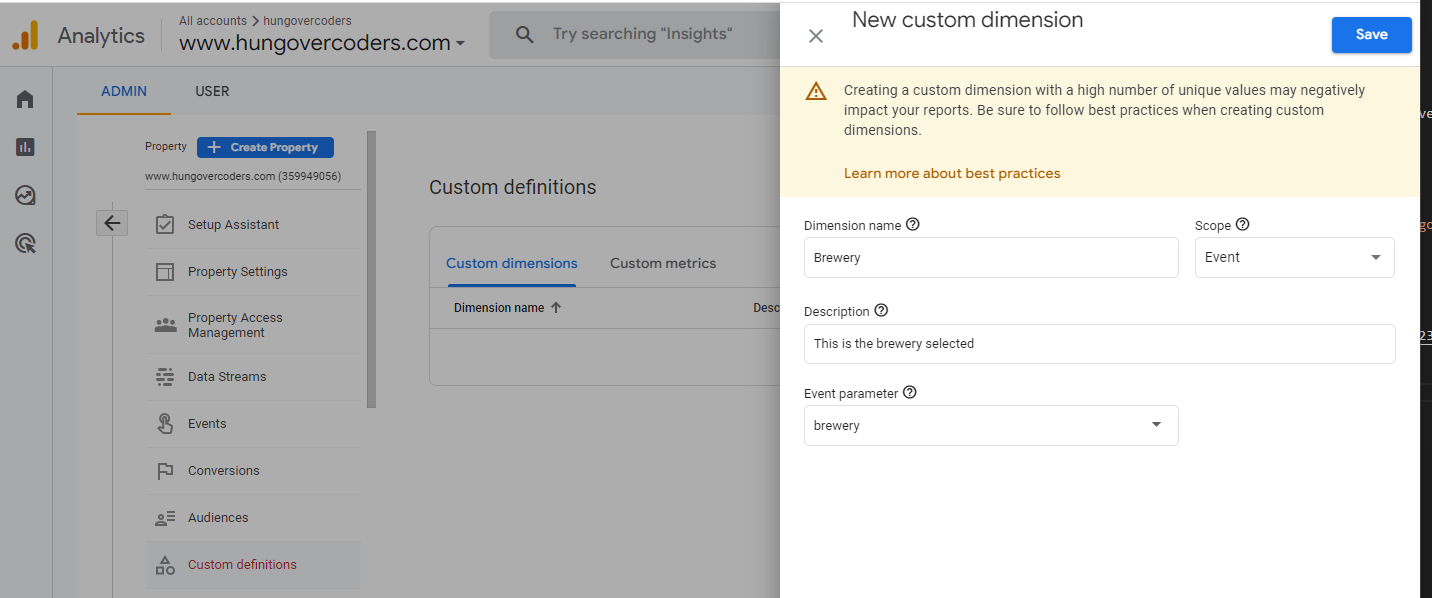 Analytics
All accounts > hungovercoders
www.hungovercoders.com
Try searching "Insights"
ADMIN
USER
Property
Create Property
www.hungovercoders.com (359949056)
Setup Assistant
Property Settings
Property Access
Management
Data Streams
Events
Conversions
Audiences
Custom definitions
Custom definitions
Custom dimensions
Custom metrics
Dimension name
Desc
New custom dimension
Save
Creating a custom dimension with a high number of unique values may negatively
impact your reports. Be sure to follow best practices when creating custom
dimensions.
Learn more about best practices
Dimension name
Scope
Brewery
Event
Description
This is the brewery selected
Event parameter
brewery
ve
go
23